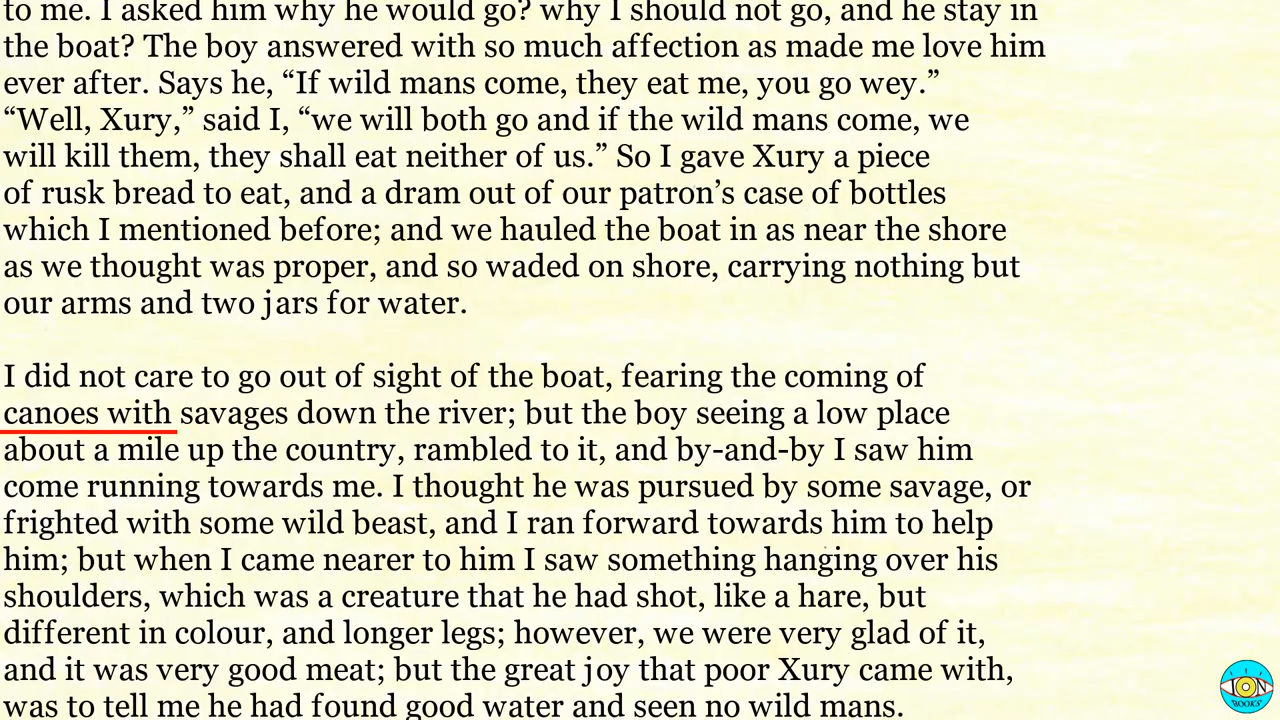 to me. I asked him why he would go? why I should not go, and he stay in
the boat? The boy answered with so much affection as made me love him
ever after. Says he, “If wild mans come, they eat me, you go wey.”
“Well, Xury,” said I, “we will both go and if the wild mans come, we
will kill them, they shall eat neither of us.” So I gave Xury a piece
of rusk bread to eat, and a dram out of our patron’s case of bottles
which I mentioned before; and we hauled the boat in as near the shore
as we thought was proper, and so waded on shore, carrying nothing but
our arms and two jars for water.
I did not care to go out of sight of the boat, fearing the coming of
canoes with savages down the river; but the boy seeing a low place
about a mile up the country, rambled to it, and by-and-by I saw him
come running towards me. I thought he was pursued by some savage, or
frighted with some wild beast, and I ran forward towards him to help
him; but when I came nearer to him I saw something hanging over his
shoulders, which was a creature that he had shot, like a hare, but
different in colour, and longer legs; however, we were very glad of it,
and it was very good meat; but the great joy that poor Xury came with,
was to tell me he had found good water and seen no wild mans.
ION
BOOKS